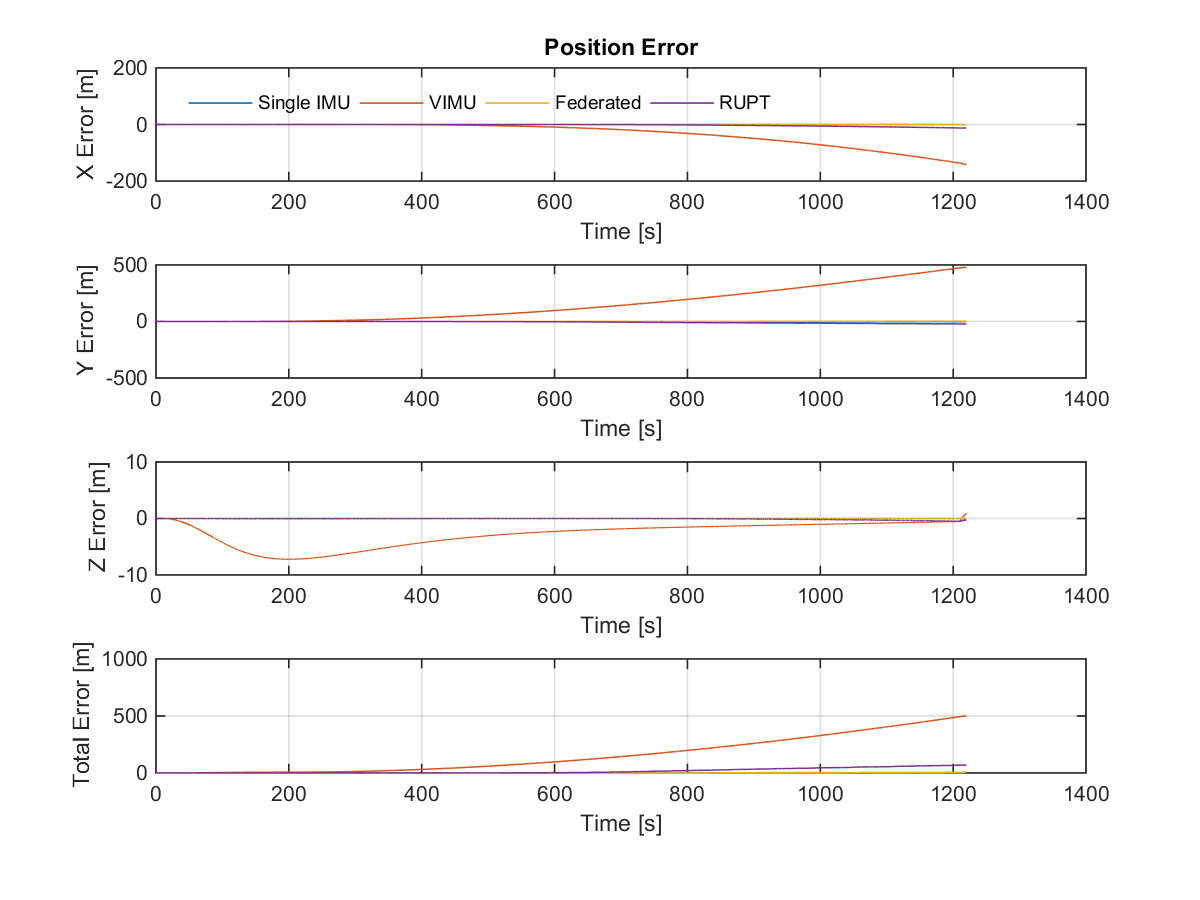 Position Error
200
0
-200
X Error [m]
Single IMU VIMU Federated RUPT
0 200 400 600 800 1000 1200 1400
Time [s]
500
0
-500
Y Error [m]
0 200 400 600 800 1000 1200 1400
Time [s]
10
0
-10
Z Error [m]
0 200 400 600 800 1000 1200 1400
Time [s]
1000
500
0
Total Error [m]
0 200 400 600 800 1000 1200 1400
Time [s]